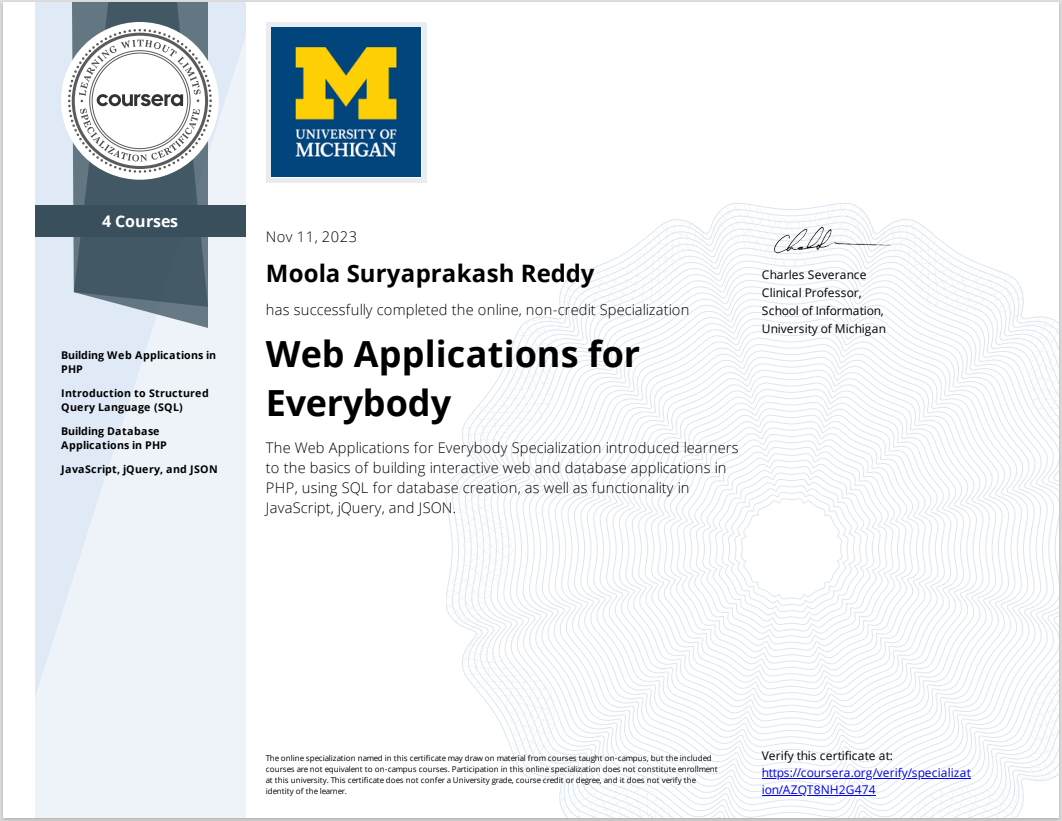 LEARNING WITHOUT LIMITS
coursera
SPECIALIZATION CERTIFICATE
4 Courses
Building Web Applications in
PHP
Introduction to Structured
Query Language (SQL)
Building Database
Applications in PHP
JavaScript, jQuery, and JSON
M
UNIVERSITY OF
MICHIGAN
Nov 11, 2023
Moola Suryaprakash Reddy
has successfully completed the online, non-credit Specialization
Web Applications for
Everybody
The Web Applications for Everybody Specialization introduced learners
to the basics of building interactive web and database applications in
PHP, using SQL for database creation, as well as functionality in
JavaScript, jQuery, and JSON.
Charles Severance
Clinical Professor,
School of Information,
University of Michigan
The online specialization named in this certificate may draw on material from courses taught on-campus, but the included
courses are not equivalent to on-campus courses. Participation in this online specialization does not constitute enrollment
at this university. This certificate does not confer a University grade, course credit or degree, and it does not verify the
identity of the learner.
Verify this certificate at:
https://coursera.org/verify/specializat
ion/AZQT8NH2G474